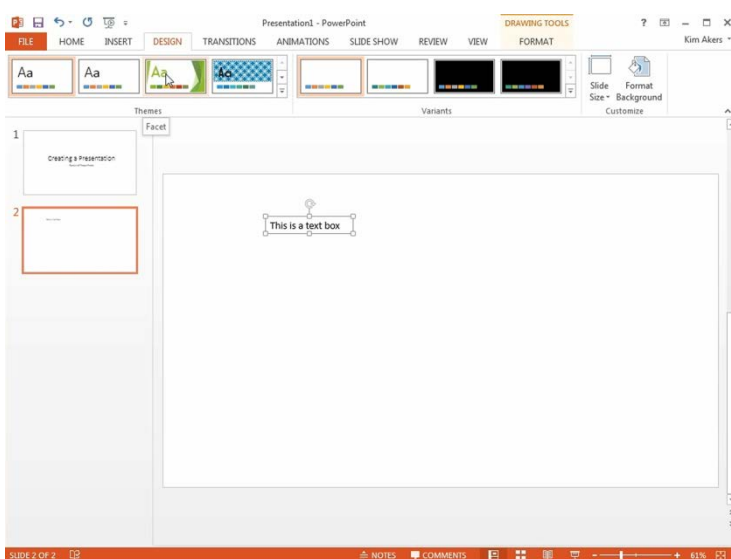 Presentation1 - PowerPoint
DRAWING TOOLS
FILE HOME INSERT DESIGN TRANSITIONS ANIMATIONS SLIDE SHOW REVIEW VIEW FORMAT
Kim Akers
Aa Aa Aa Aa
Slide Size
Format Background
Themes Variants Customize
Facet
1
Creating a Presentation
2
This is a text box
SLIDE 2 OF 2 NOTES COMMENTS 61%